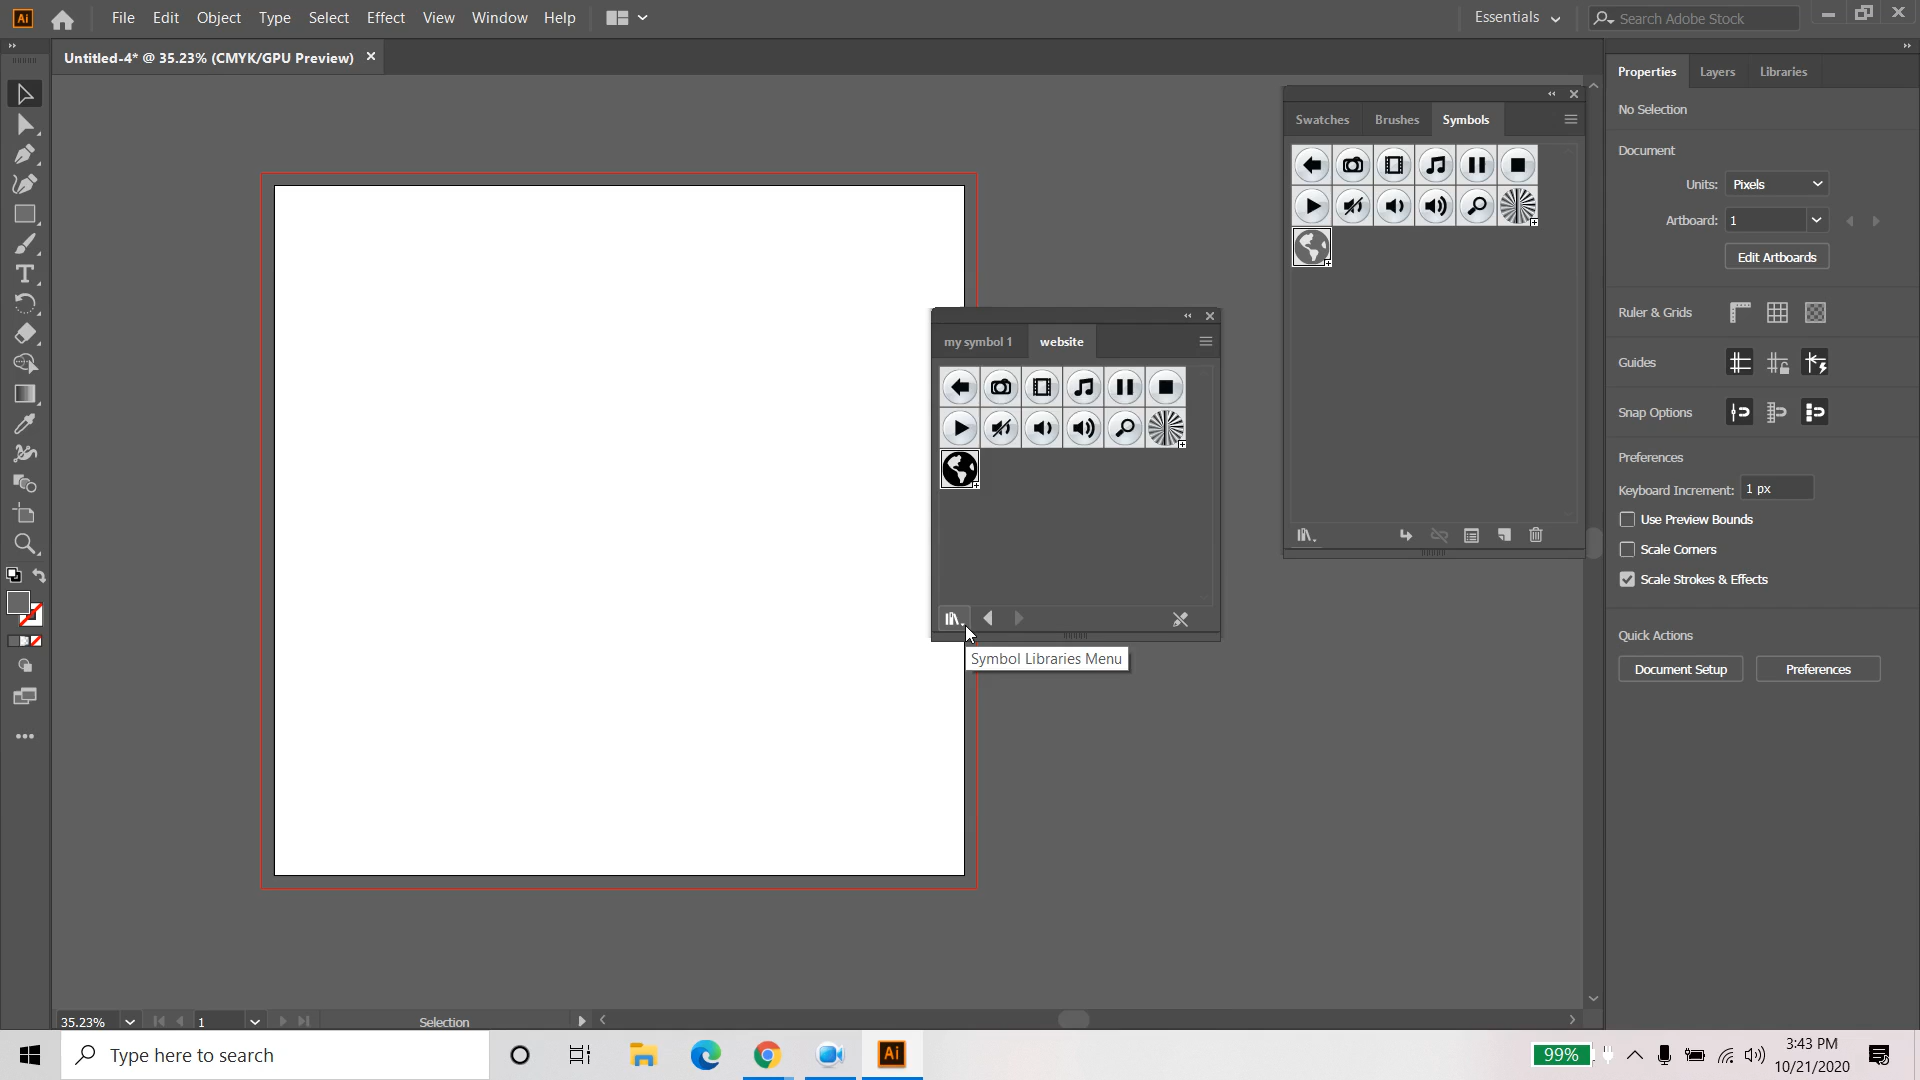 Ai File Edit Object Type Select Effect View Window Help Essentials Search Adobe Stock
Untitled-4* @ 35.23% (CMYK/GPU Preview)
Swatches Brushes Symbols
my symbol 1 website
Symbol Libraries Menu
Properties Layers Libraries
No Selection
Document
Units: Pixels
Artboard: 1
Edit Artboards
Ruler & Grids
Guides
Snap Options
Preferences
Keyboard Increment: 1 px
Use Preview Bounds
Scale Corners
Scale Strokes & Effects
Quick Actions
Document Setup Preferences
35.23% 1 Selection
Type here to search Ai 99% 3:43 PM
10/21/2020